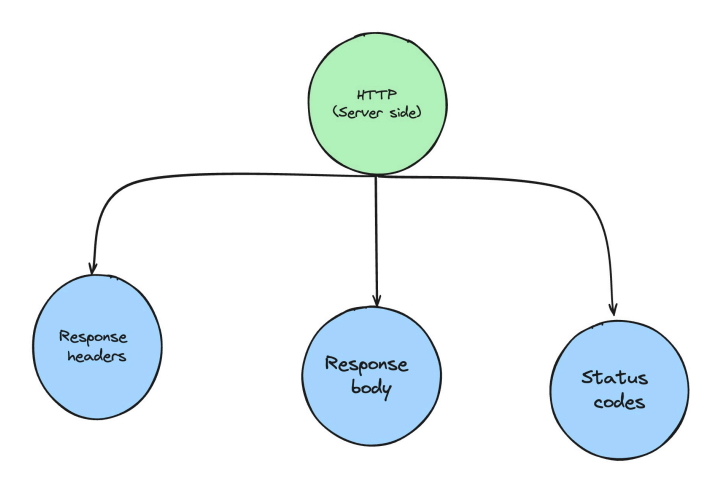 HTTP
(Server side)
Response
headers
Response
body
Status
codes